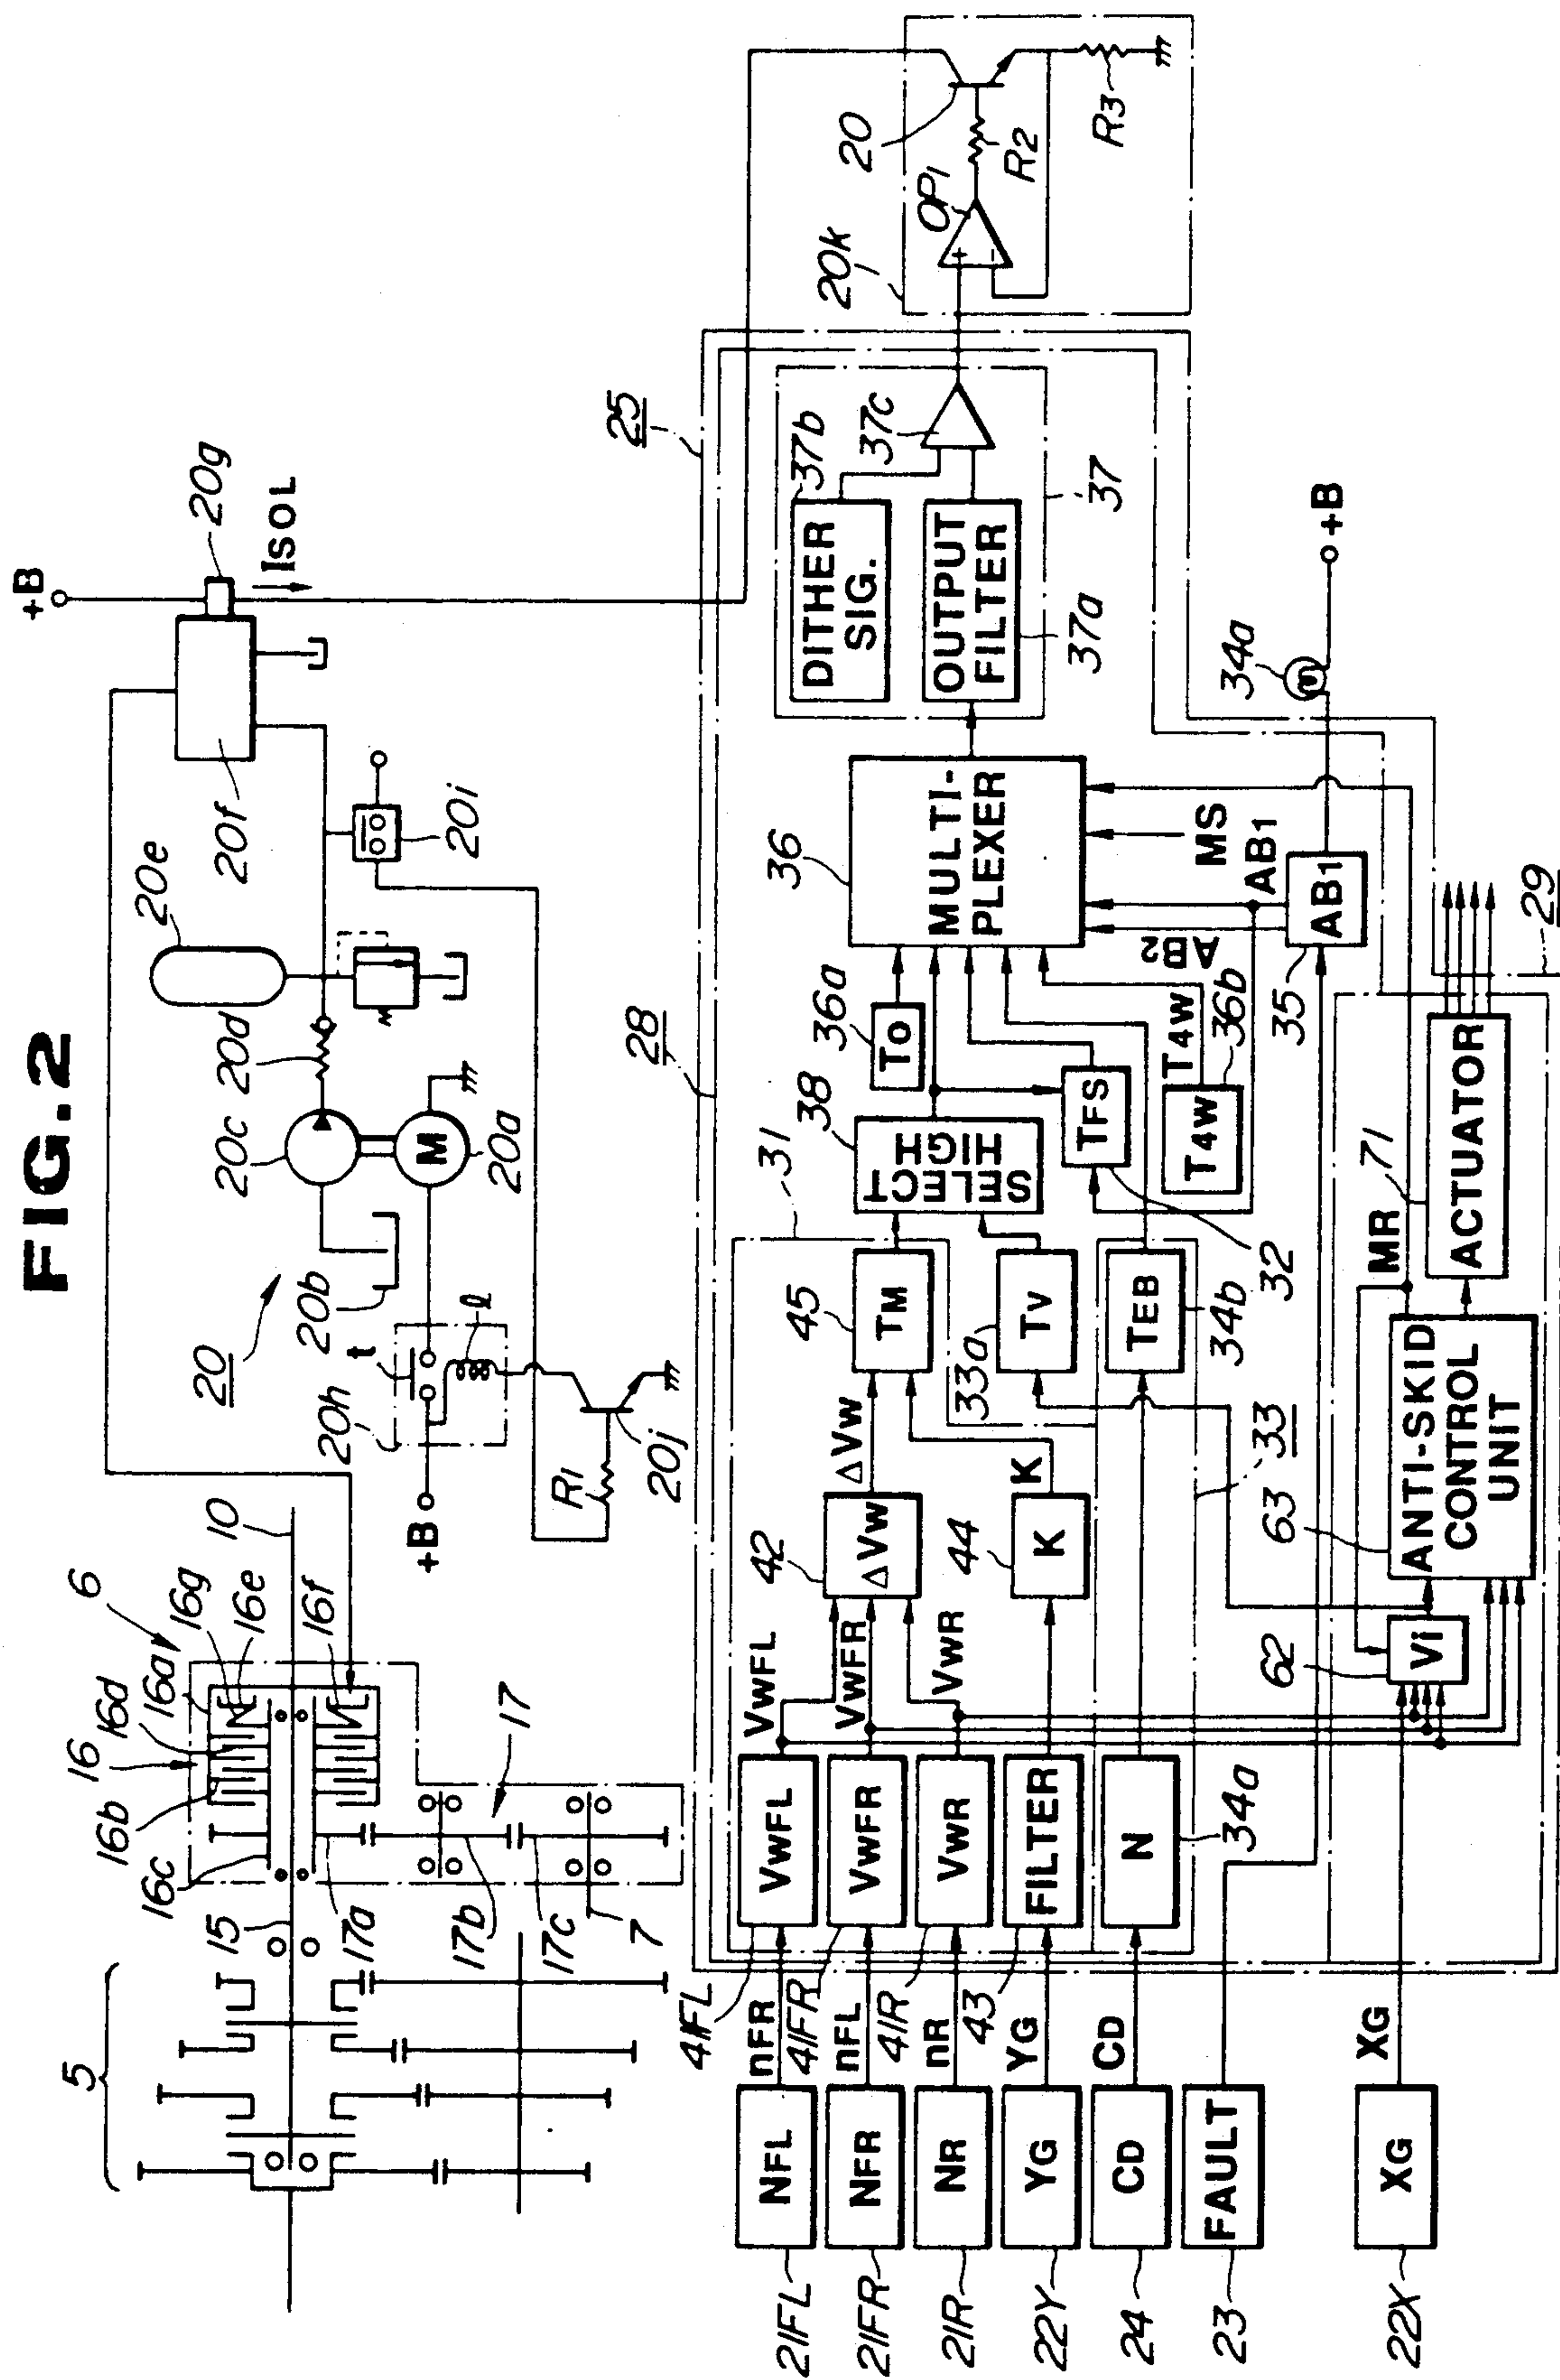 FIG.2
5
15
16c
16b
16
16d
16a
16g
16e
16f
6
10
17a
17b
17c
7
17
20
20h
t
l
+B
R1
20j
20b
20c
20d
20a
M
20e
20f
20i
20g
+B
ISOL
25
28
20k
OP1
+
-
20
R2
R3
21FL
NFL
nFR
41FL
VWFL
VWFL
21FR
NFR
nFL
41FR
VWFR
VWFR
21R
NR
nR
41R
VWR
VWR
22Y
YG
YG
43
FILTER
24
CD
CD
N
34a
23
FAULT
22X
XG
XG
42
ΔVW
ΔVW
44
K
K
45
TM
33a
TV
TEB
34b
33
31
38
SELECT
HIGH
32
TFS
36a
TO
T4W
T4W
36b
36
MULTI-
PLEXER
MS
AB1
AB2
35
AB1
34a
+B
DITHER
SIG.
37b
OUTPUT
FILTER
37a
37c
37
62
Vi
63
ANTI-SKID
CONTROL
UNIT
MR
71
ACTUATOR
29